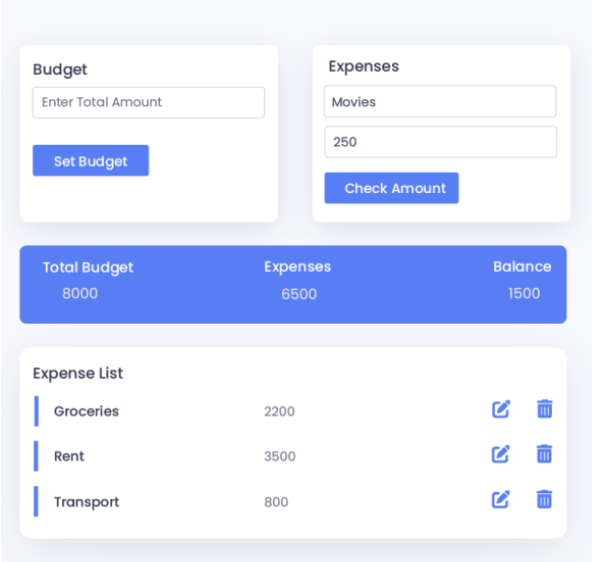 Budget
Enter Total Amount
Set Budget
Expenses
Movies
250
Check Amount
Total Budget Expenses Balance
8000 6500 1500
Expense List
Groceries 2200
Rent 3500
Transport 800